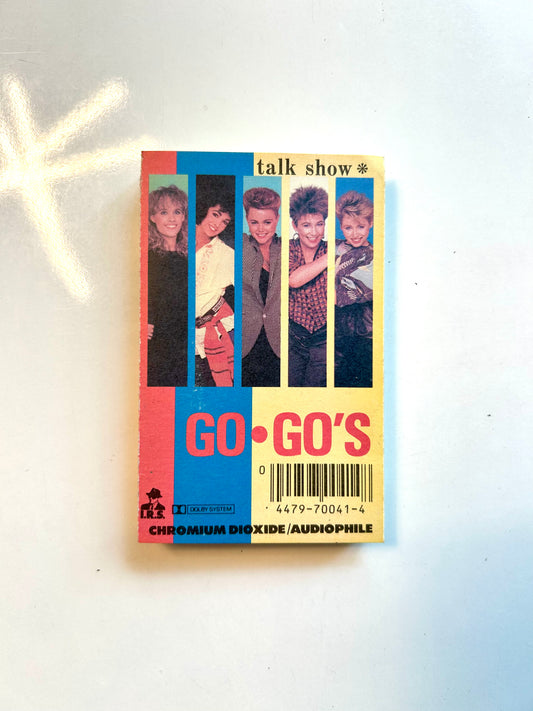 talk show *
GO•GO'S
0
4479-70041-4
I.R.S.
DOLBY SYSTEM
CHROMIUM DIOXIDE/AUDIOPHILE